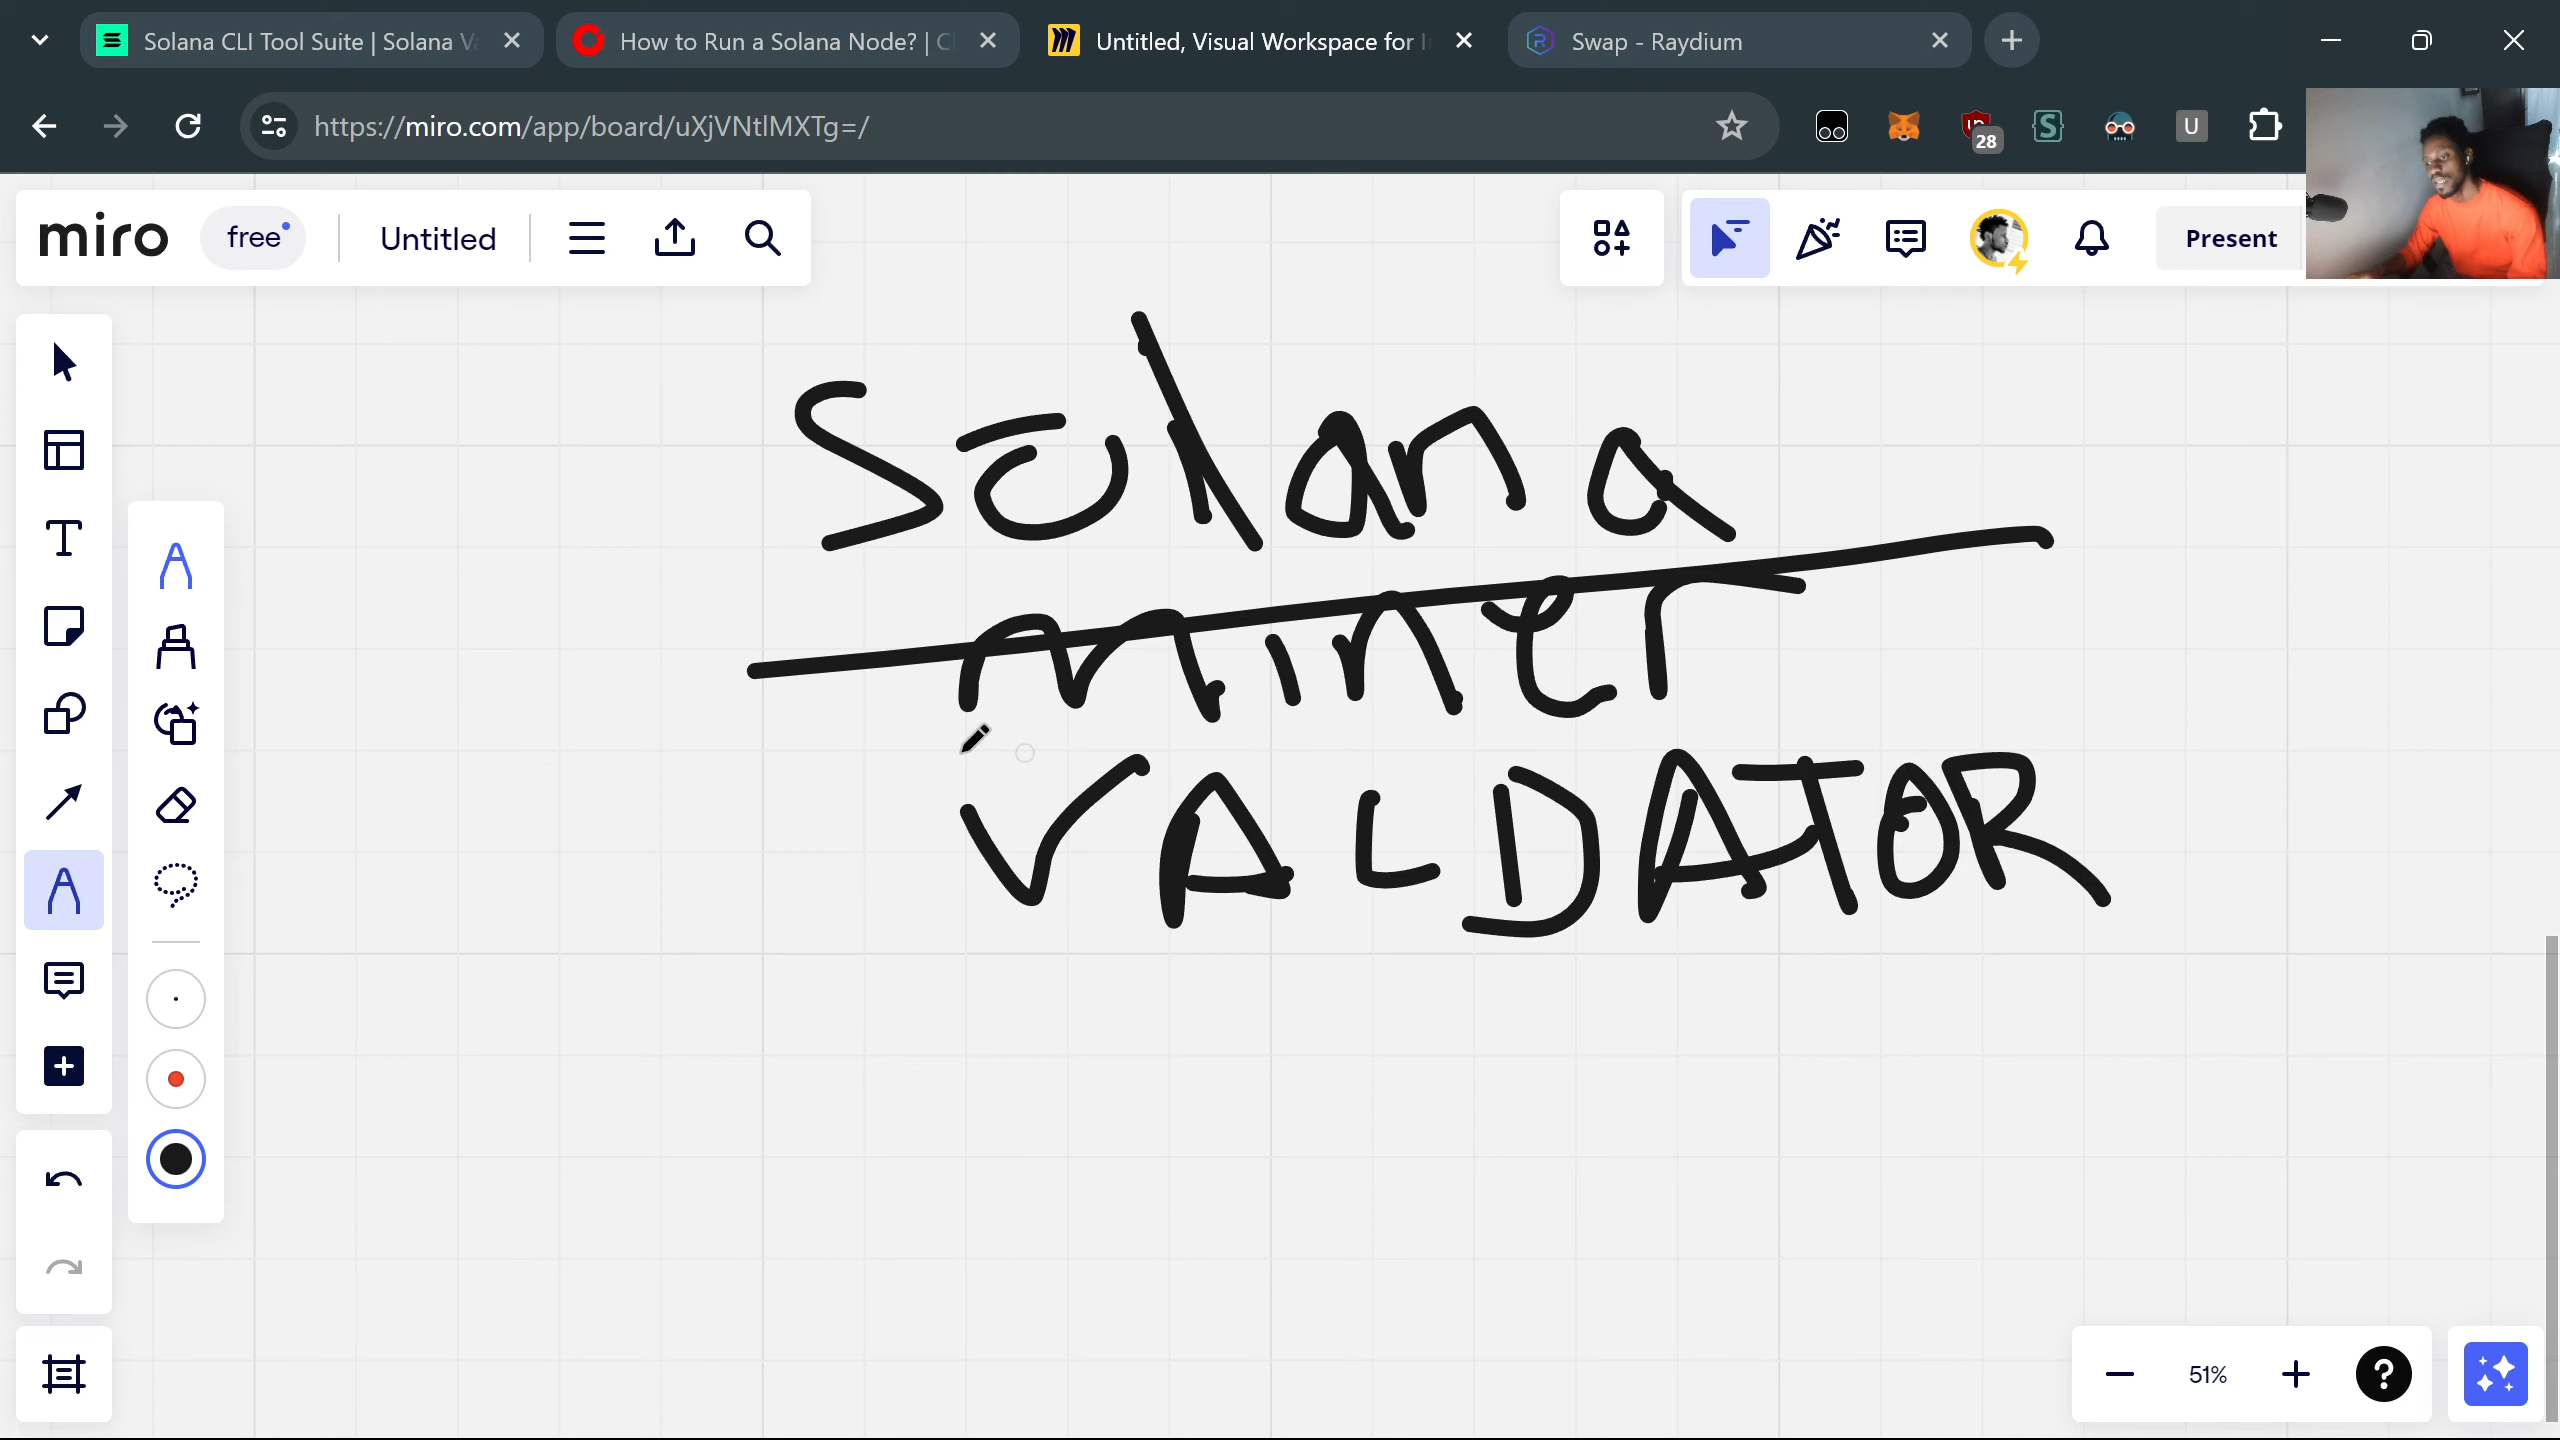 Solana CLI Tool Suite | Solana Va
How to Run a Solana Node? | C
Untitled, Visual Workspace for I
Swap - Raydium
https://miro.com/app/board/uXjVNtlMXTg=/
28
U
miro
free
Untitled
Present
Solana
miner
VALDATOR
51%